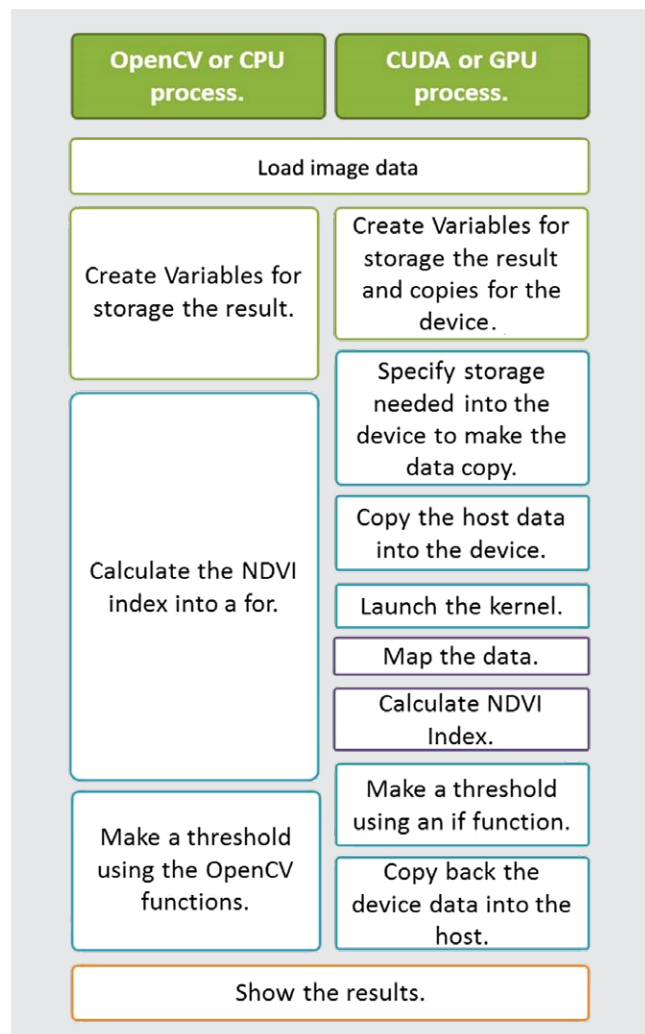 OpenCV or CPU
process.
CUDA or GPU
process.
Load image data
Create Variables for
storage the result.
Create Variables for
storage the result
and copies for the
device.
Specify storage
needed into the
device to make the
data copy.
Copy the host data
into the device.
Calculate the NDVI
index into a for.
Launch the kernel.
Map the data.
Calculate NDVI
Index.
Make a threshold
using an if function.
Make a threshold
using the OpenCV
functions.
Copy back the
device data into the
host.
Show the results.